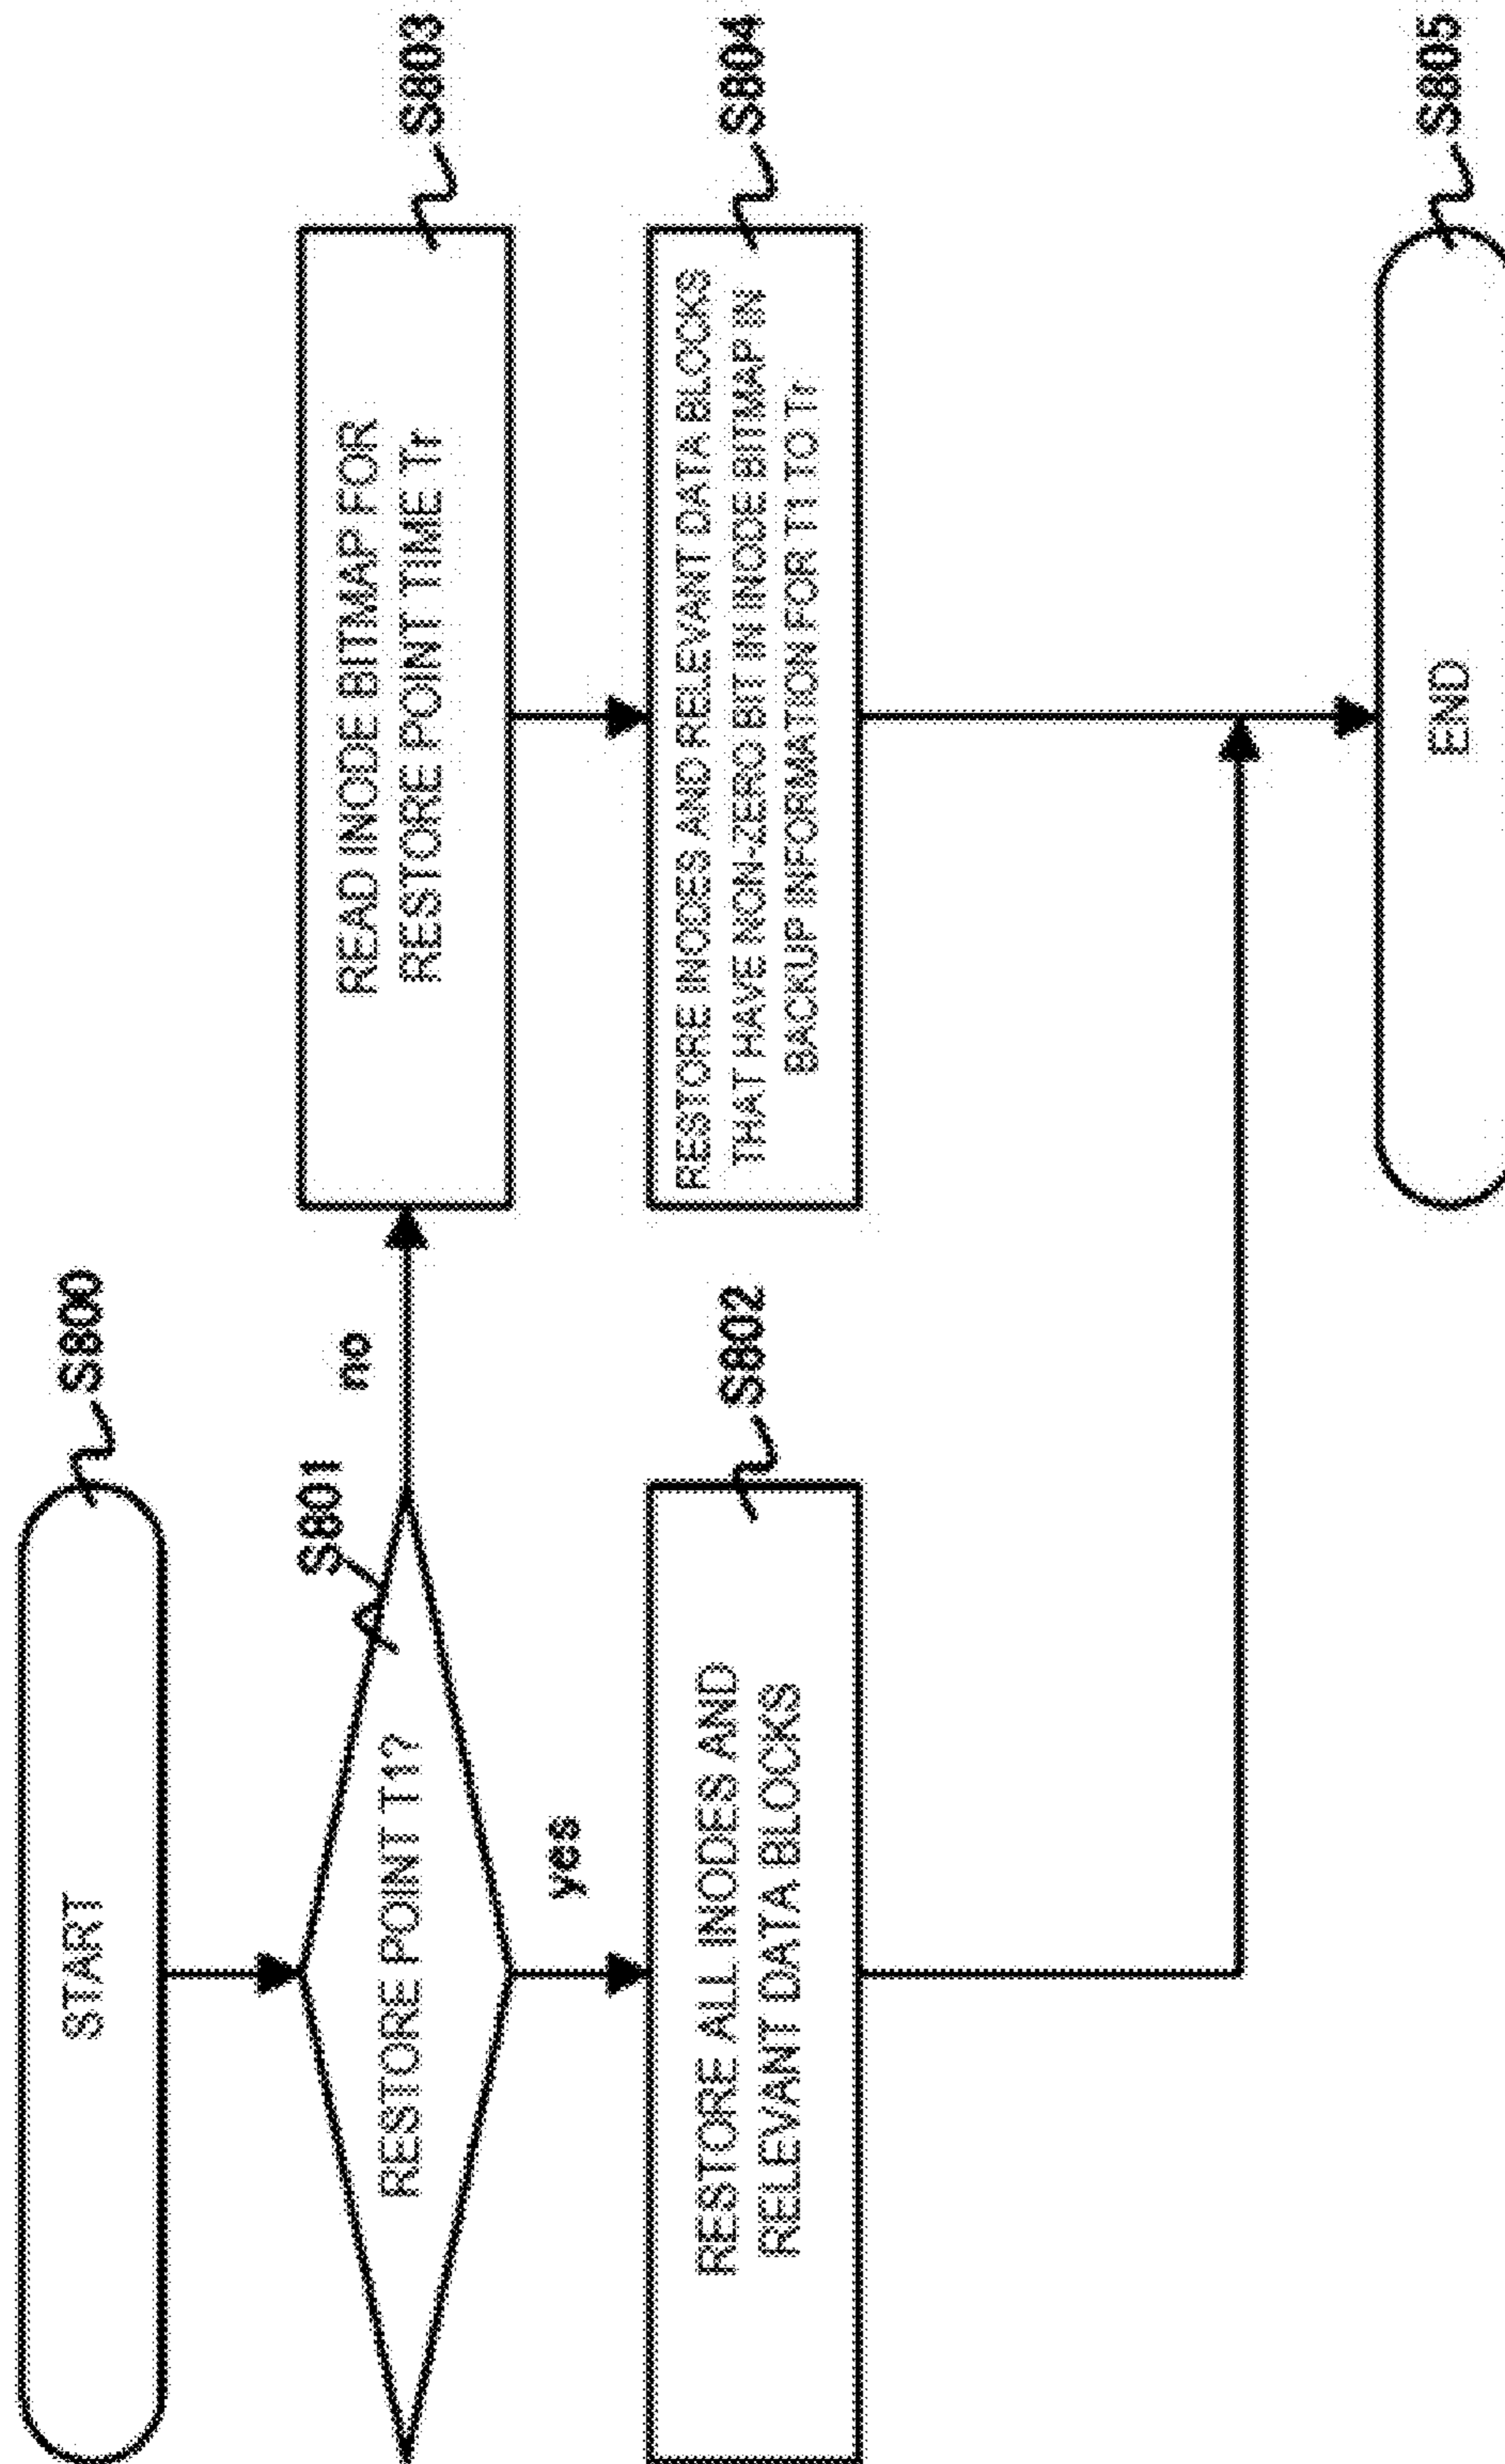 START
S800
RESTORE POINT T1?
S801
no
yes
READ INODE BITMAP FOR
RESTORE POINT TIME Tr
S803
RESTORE ALL INODES AND
RELEVANT DATA BLOCKS
S802
RESTORE INODES AND RELEVANT DATA BLOCKS
THAT HAVE NON-ZERO BIT IN INODE BITMAP IN
BACKUP INFORMATION FOR T1 TO Tr
S804
END
S805